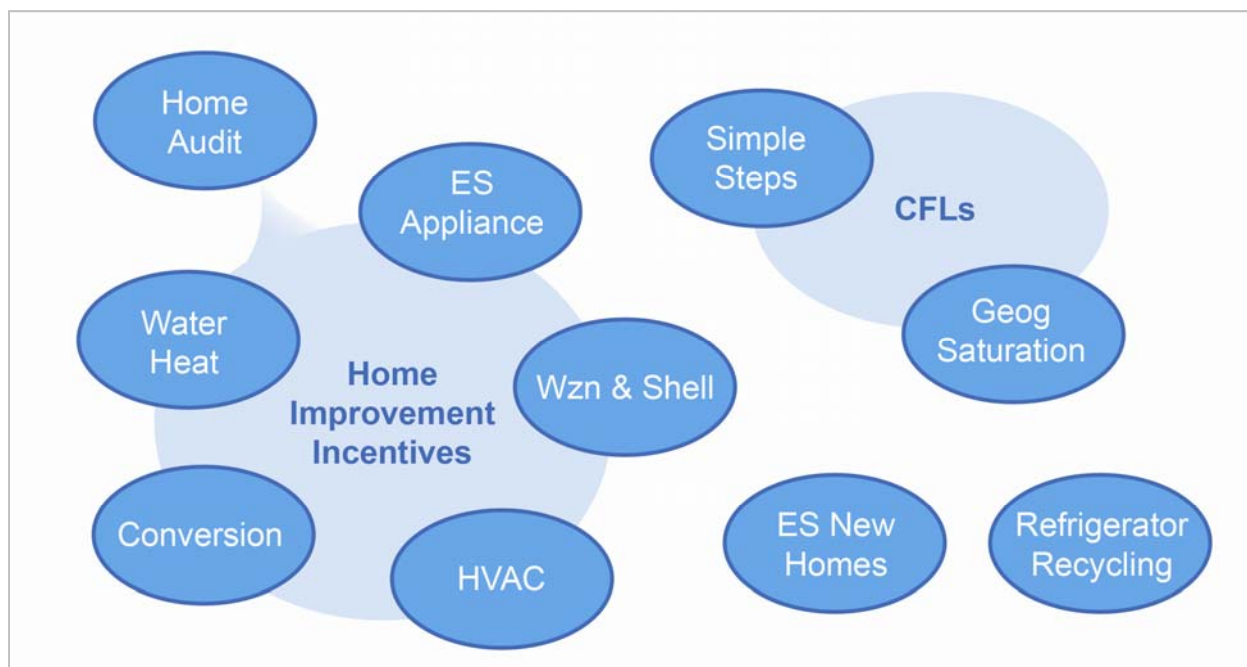 Home
Audit
ES
Appliance
Water
Heat
Home
Improvement
Incentives
Wzn & Shell
Conversion
HVAC
Simple
Steps
CFLs
Geog
Saturation
ES New
Homes
Refrigerator
Recycling